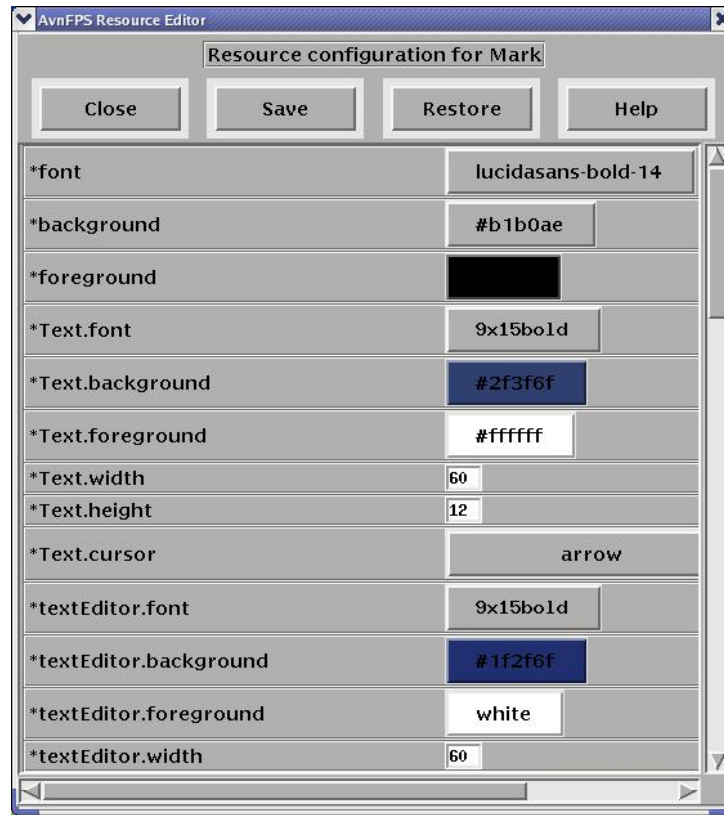 AvnFPS Resource Editor
Resource configuration for Mark
Close Save Restore Help
*font lucidasans-bold-14
*background #b1b0ae
*foreground
*Text.font 9x15bold
*Text.background #2f3f6f
*Text.foreground #ffffff
*Text.width 60
*Text.height 12
*Text.cursor arrow
*textEditor.font 9x15bold
*textEditor.background #1f2f6f
*textEditor.foreground white
*textEditor.width 60